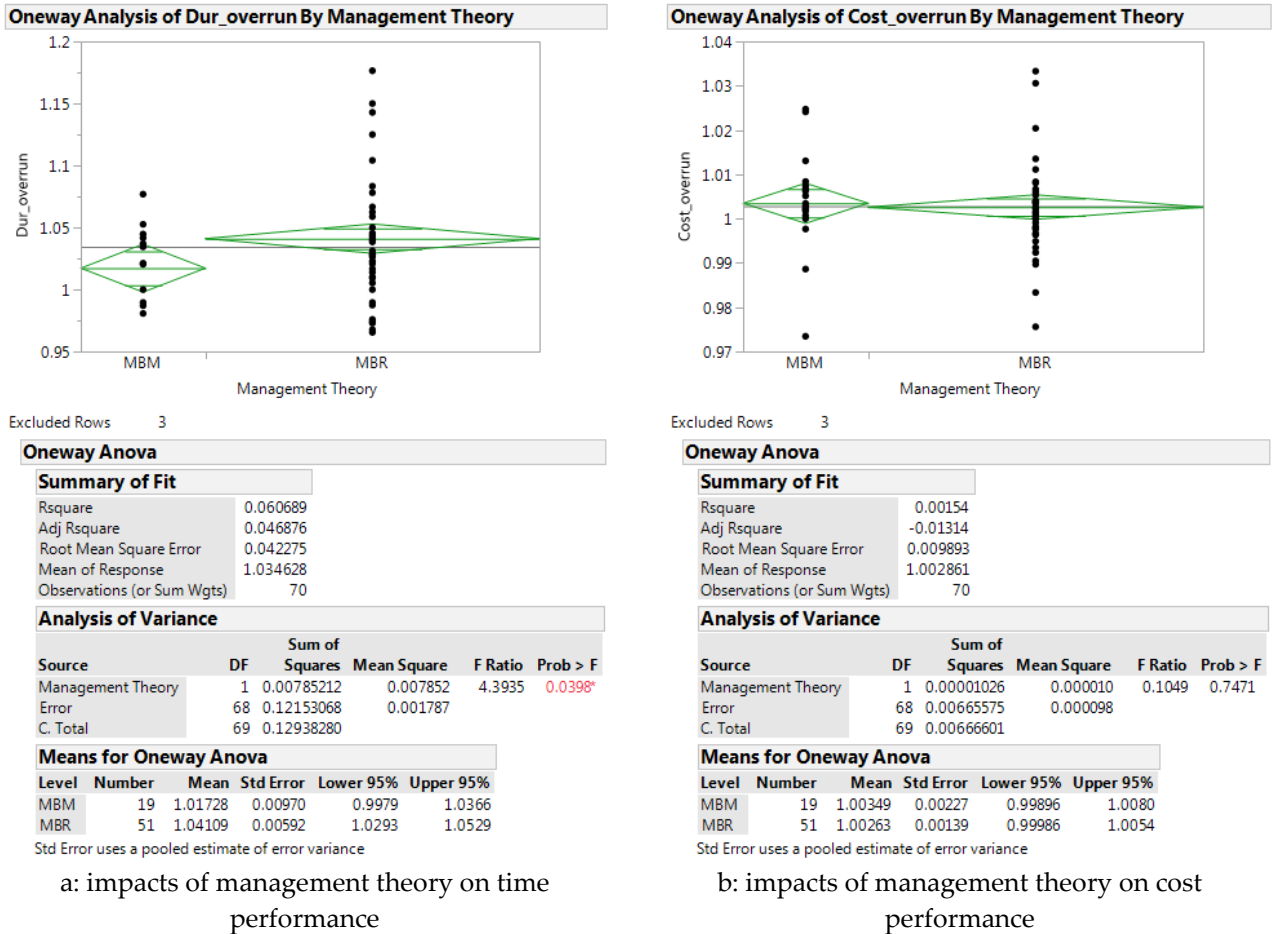 Oneway Analysis of Dur_overrun By Management Theory
1.2
1.15
1.1
1.05
1
0.95
Dur_overrun
MBM MBR
Management Theory
Excluded Rows 3
Oneway Anova
Summary of Fit
Rsquare 0.060689
Adj Rsquare 0.046876
Root Mean Square Error 0.042275
Mean of Response 1.034628
Observations (or Sum Wgts) 70
Analysis of Variance
Sum of
Source DF Squares Mean Square F Ratio Prob > F
Management Theory 1 0.00785212 0.007852 4.3935 0.0398*
Error 68 0.12153068 0.001787
C. Total 69 0.12938280
Means for Oneway Anova
Level Number Mean Std Error Lower 95% Upper 95%
MBM 19 1.01728 0.00970 0.9979 1.0366
MBR 51 1.04109 0.00592 1.0293 1.0529
Std Error uses a pooled estimate of error variance
a: impacts of management theory on time
performance
Oneway Analysis of Cost_overrun By Management Theory
1.04
1.03
1.02
1.01
1
0.99
0.98
0.97
Cost_overrun
MBM MBR
Management Theory
Excluded Rows 3
Oneway Anova
Summary of Fit
Rsquare 0.00154
Adj Rsquare -0.01314
Root Mean Square Error 0.009893
Mean of Response 1.002861
Observations (or Sum Wgts) 70
Analysis of Variance
Sum of
Source DF Squares Mean Square F Ratio Prob > F
Management Theory 1 0.00001026 0.000010 0.1049 0.7471
Error 68 0.00665575 0.000098
C. Total 69 0.00666601
Means for Oneway Anova
Level Number Mean Std Error Lower 95% Upper 95%
MBM 19 1.00349 0.00227 0.99896 1.0080
MBR 51 1.00263 0.00139 0.99986 1.0054
Std Error uses a pooled estimate of error variance
b: impacts of management theory on cost
performance